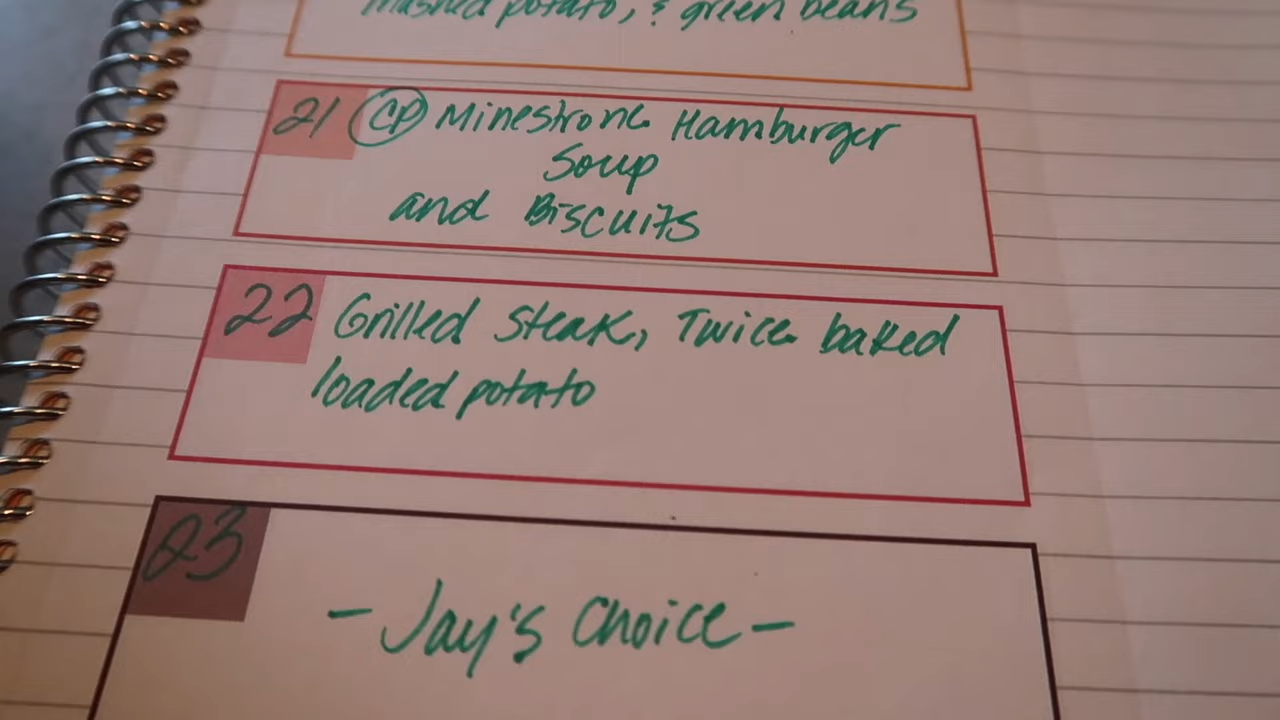 mashed potato, & green beans
21 CP Minestrone Hamburger
Soup
and Biscuits
22 Grilled Steak, Twice baked
loaded potato
23
- Jay's Choice -